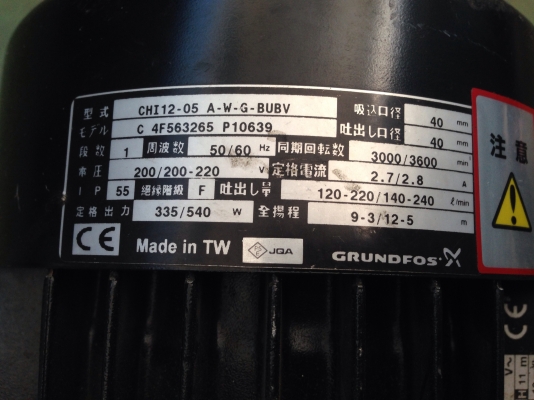 型式 CHI12-05 A-W-G-BUBV 吸込口径 40 mm
モデル C 4F563265 P10639 吐出し口径 40 mm
段数 1 周波数 50/60 Hz 同期回転数 3000/3600 min
電圧 200/200-220 V 定格電流 2.7/2.8 A
IP 55 絶縁階級 F 吐出し量 120-220/140-240 ℓ/min
定格出力 335/540 W 全揚程 9-3/12-5 m
CE Made in TW JQA GRUNDFOS
注意
CE
V~
H 11 m